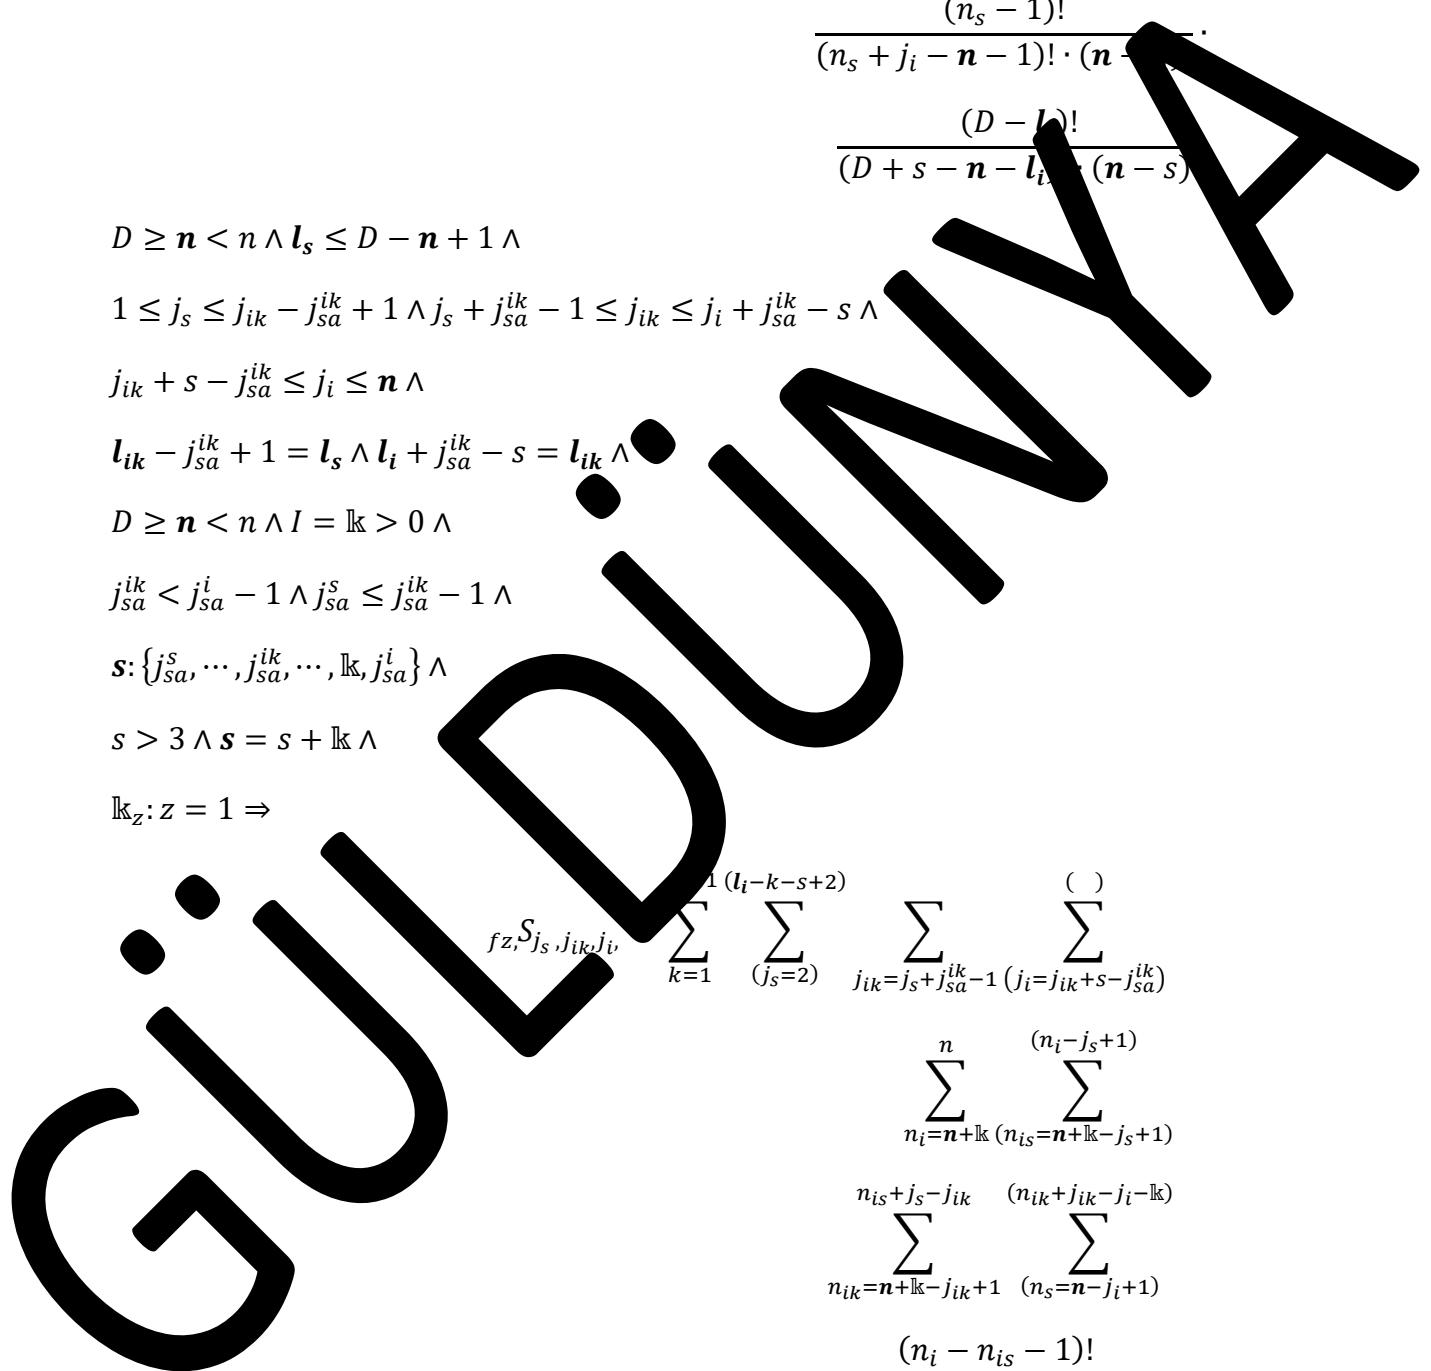 (n_s − 1)!
(n_s + j_i − n − 1)! · (n − ·
(D − l )!
(D + s − n − l_i · (n − s)
D ≥ n < n ∧ l_s ≤ D − n + 1 ∧
1 ≤ j_s ≤ j_ik − j_sa^ik + 1 ∧ j_s + j_sa^ik − 1 ≤ j_ik ≤ j_i + j_sa^ik − s ∧
j_ik + s − j_sa^ik ≤ j_i ≤ n ∧
l_ik − j_sa^ik + 1 = l_s ∧ l_i + j_sa^ik − s = l_ik ∧
D ≥ n < n ∧ I = 𝕜 > 0 ∧
j_sa^ik < j_sa^i − 1 ∧ j_sa^s ≤ j_sa^ik − 1 ∧
s: {j_sa^s, ⋯ , j_sa^ik, ⋯ , 𝕜, j_sa^i} ∧
s > 3 ∧ s = s + 𝕜 ∧
𝕜_z: z = 1 ⇒
1 (l_i−k−s+2) ( )
fz,S_j_s ,j_ik,j_i, ∑ ∑ ∑ ∑
k=1 (j_s=2) j_ik=j_s+j_sa^ik−1 (j_i=j_ik+s−j_sa^ik)
n (n_i−j_s+1)
∑ ∑
n_i=n+𝕜 (n_is=n+𝕜−j_s+1)
n_is+j_s−j_ik (n_ik+j_ik−j_i−𝕜)
∑ ∑
n_ik=n+𝕜−j_ik+1 (n_s=n−j_i+1)
(n_i − n_is − 1)!
GÜLDÜNYA